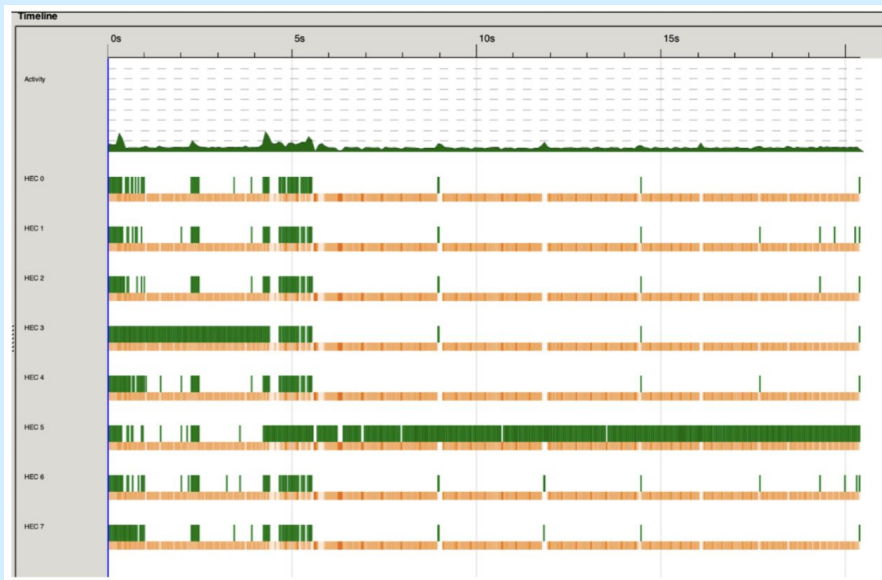 Timeline
0s 5s 10s 15s
Activity
HEC 0
HEC 1
HEC 2
HEC 3
HEC 4
HEC 5
HEC 6
HEC 7